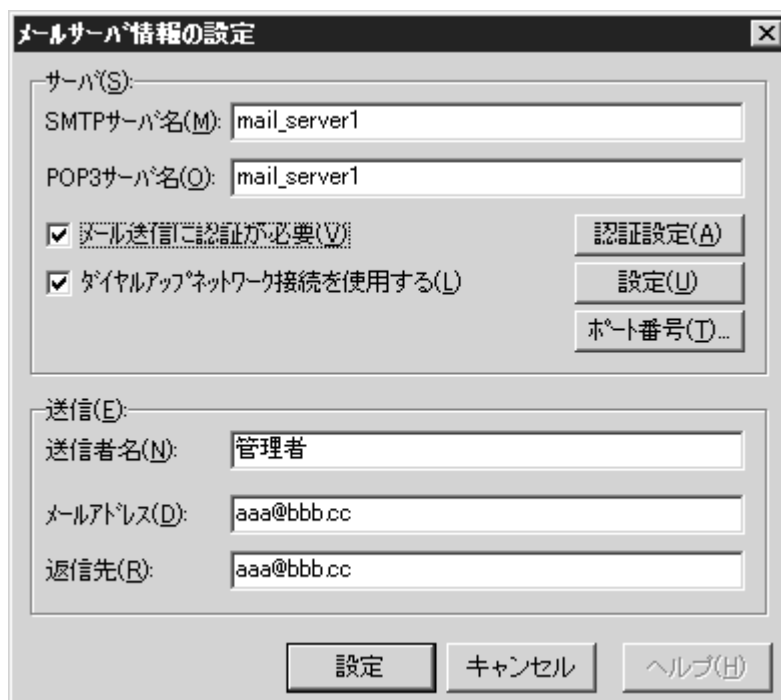 メールサーバ情報の設定
サーバ(S):
SMTPサーバ名(M): mail_server1
POP3サーバ名(O): mail_server1
メール送信に認証が必要(V) 認証設定(A)
ダイヤルアップネットワーク接続を使用する(L) 設定(U)
ポート番号(T)...
送信(E):
送信者名(N): 管理者
メールアドレス(D): aaa@bbb.cc
返信先(R): aaa@bbb.cc
設定 キャンセル ヘルプ(H)